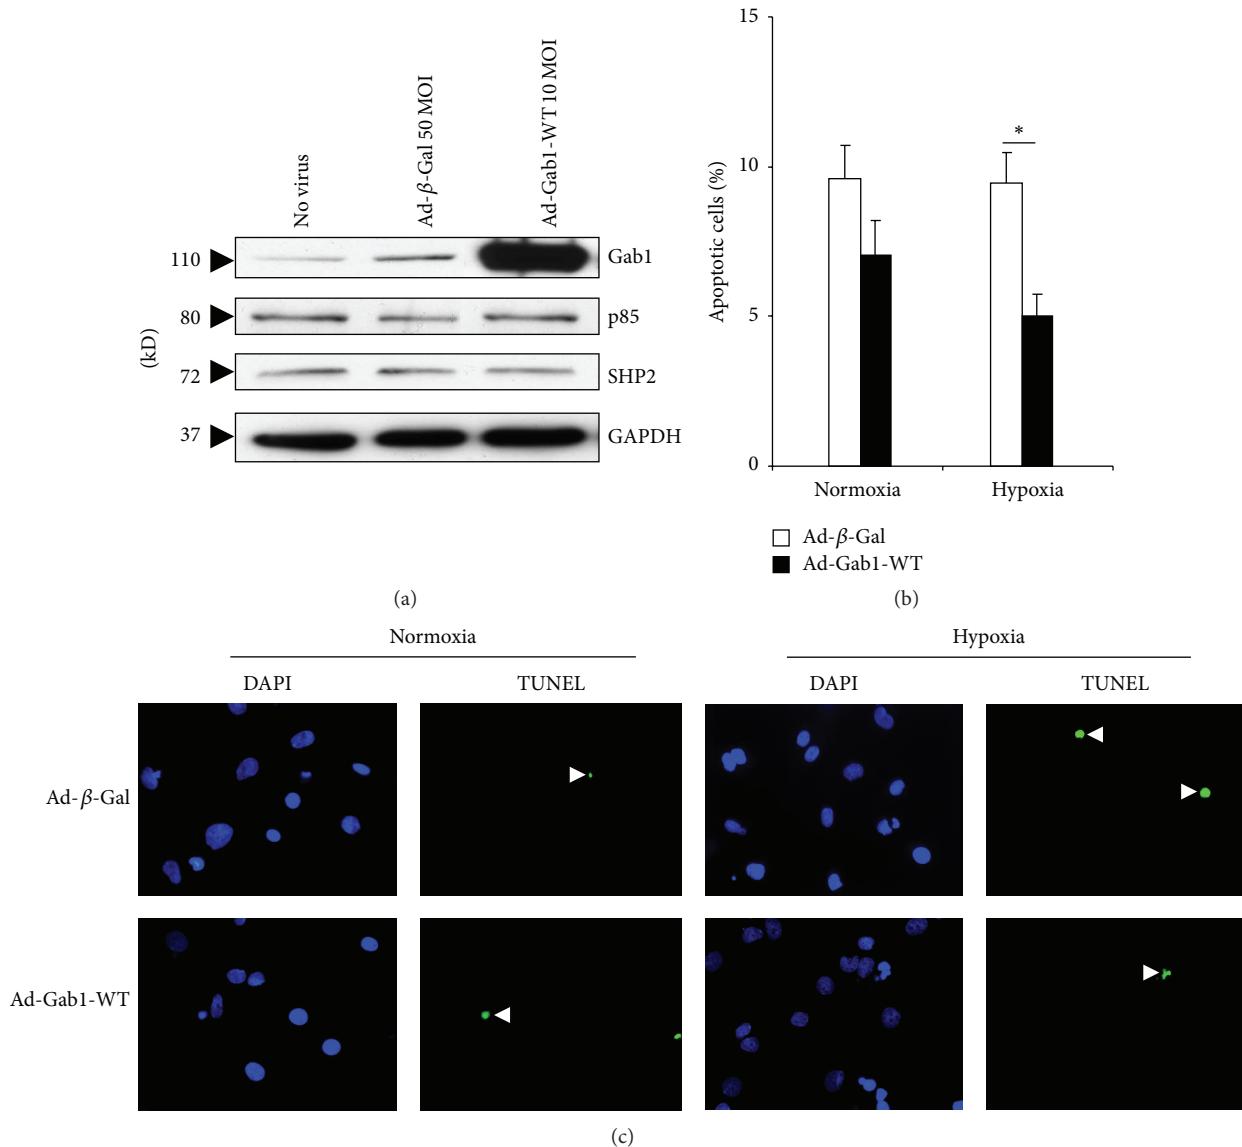 No virus
Ad-β-Gal 50 MOI
Ad-Gab1-WT 10 MOI
110
Gab1
80
p85
(kD)
72
SHP2
37
GAPDH
(a)
15
10
5
0
Apoptotic cells (%)
*
Normoxia
Hypoxia
Ad-β-Gal
Ad-Gab1-WT
(b)
Normoxia
Hypoxia
DAPI
TUNEL
DAPI
TUNEL
Ad-β-Gal
Ad-Gab1-WT
(c)